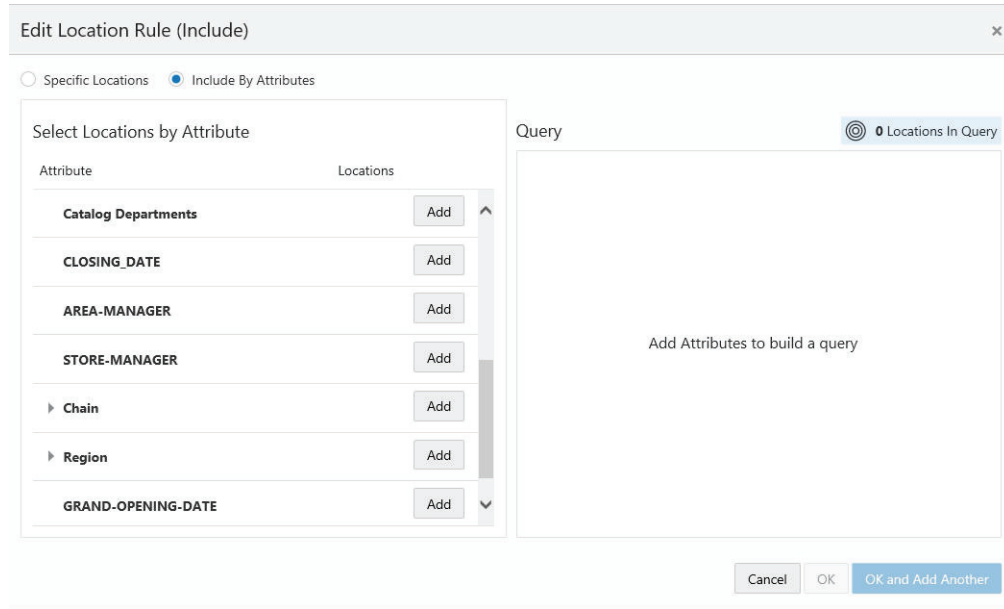 Edit Location Rule (Include)
×
Specific Locations Include By Attributes
Select Locations by Attribute
Attribute Locations
Catalog Departments Add
CLOSING_DATE Add
AREA-MANAGER Add
STORE-MANAGER Add
Chain Add
Region Add
GRAND-OPENING-DATE Add
Query 0 Locations In Query
Add Attributes to build a query
Cancel OK OK and Add Another